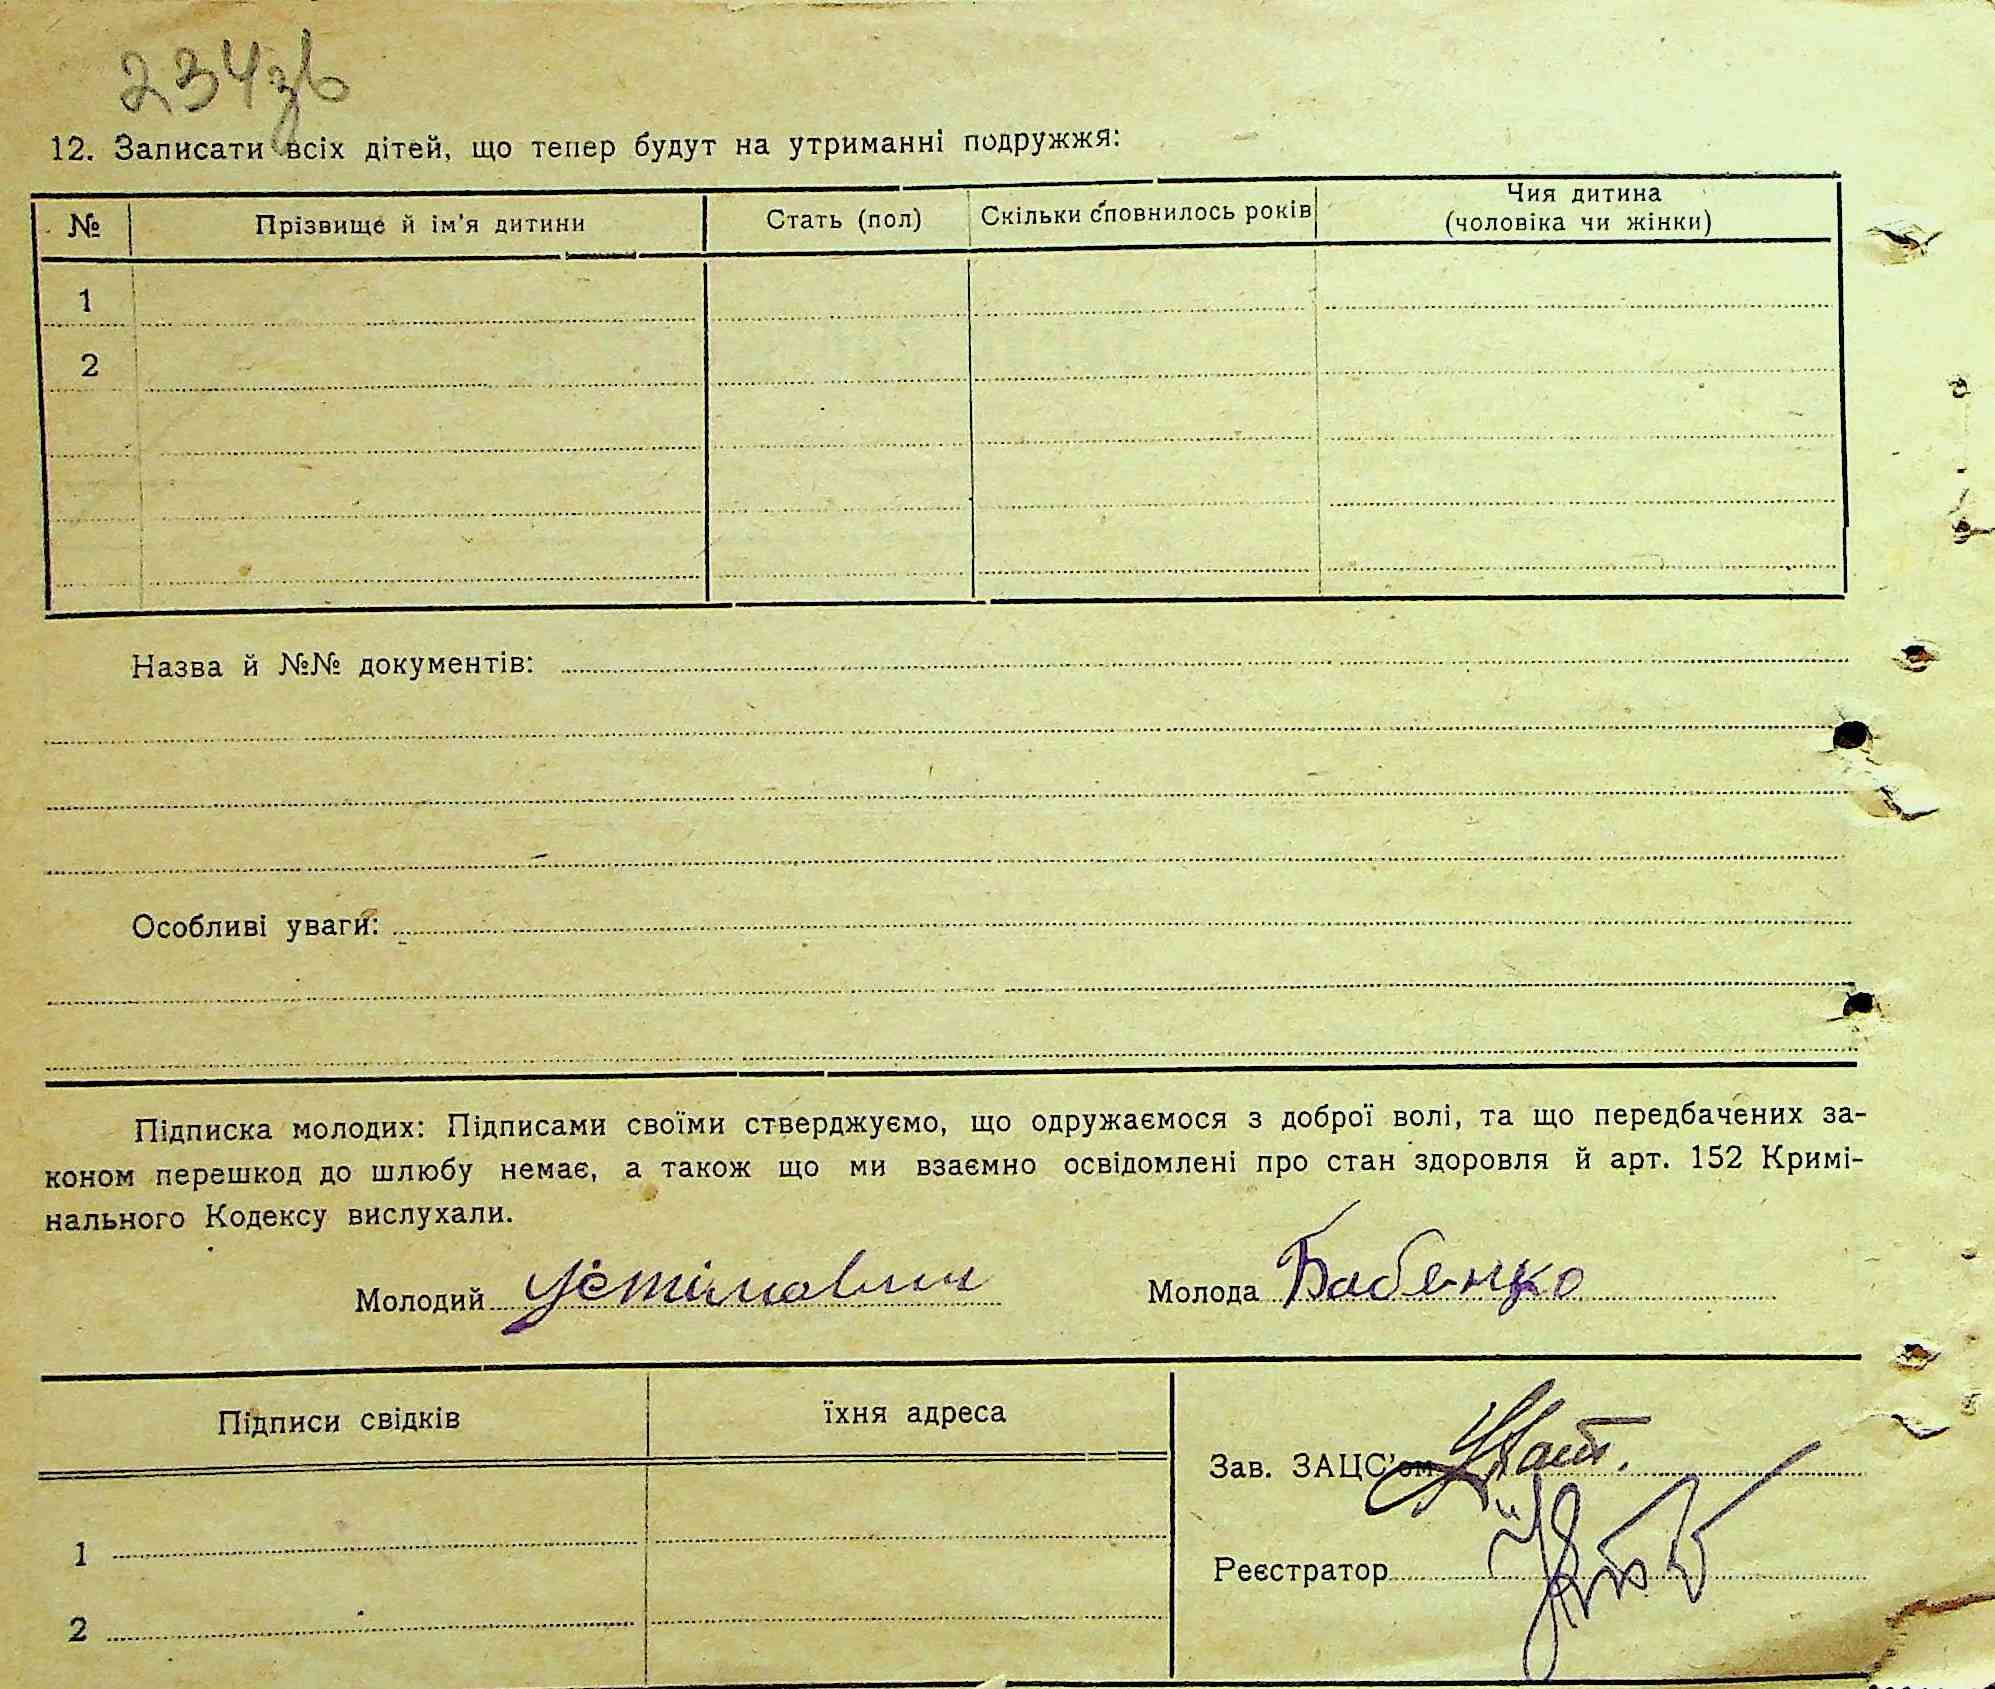 234зв
12. Записати всіх дітей, що тепер будут на утриманні подружжя:
№ Прізвище й ім'я дитини Стать (пол) Скільки сповнилось років Чия дитина (чоловіка чи жінки)
1
2
Назва й №№ документів:
Особливі уваги:
Підписка молодих: Підписами своїми стверджуємо, що одружаємося з доброї волі, та що передбачених за-
коном перешкод до шлюбу немає, а також що ми взаємно освідомлені про стан здоровля й арт. 152 Кримі-
нального Кодексу вислухали.
Молодий Молода Бабенко
Підписи свідків їхня адреса
Зав. ЗАЦС'ом
Реєстратор
1
2